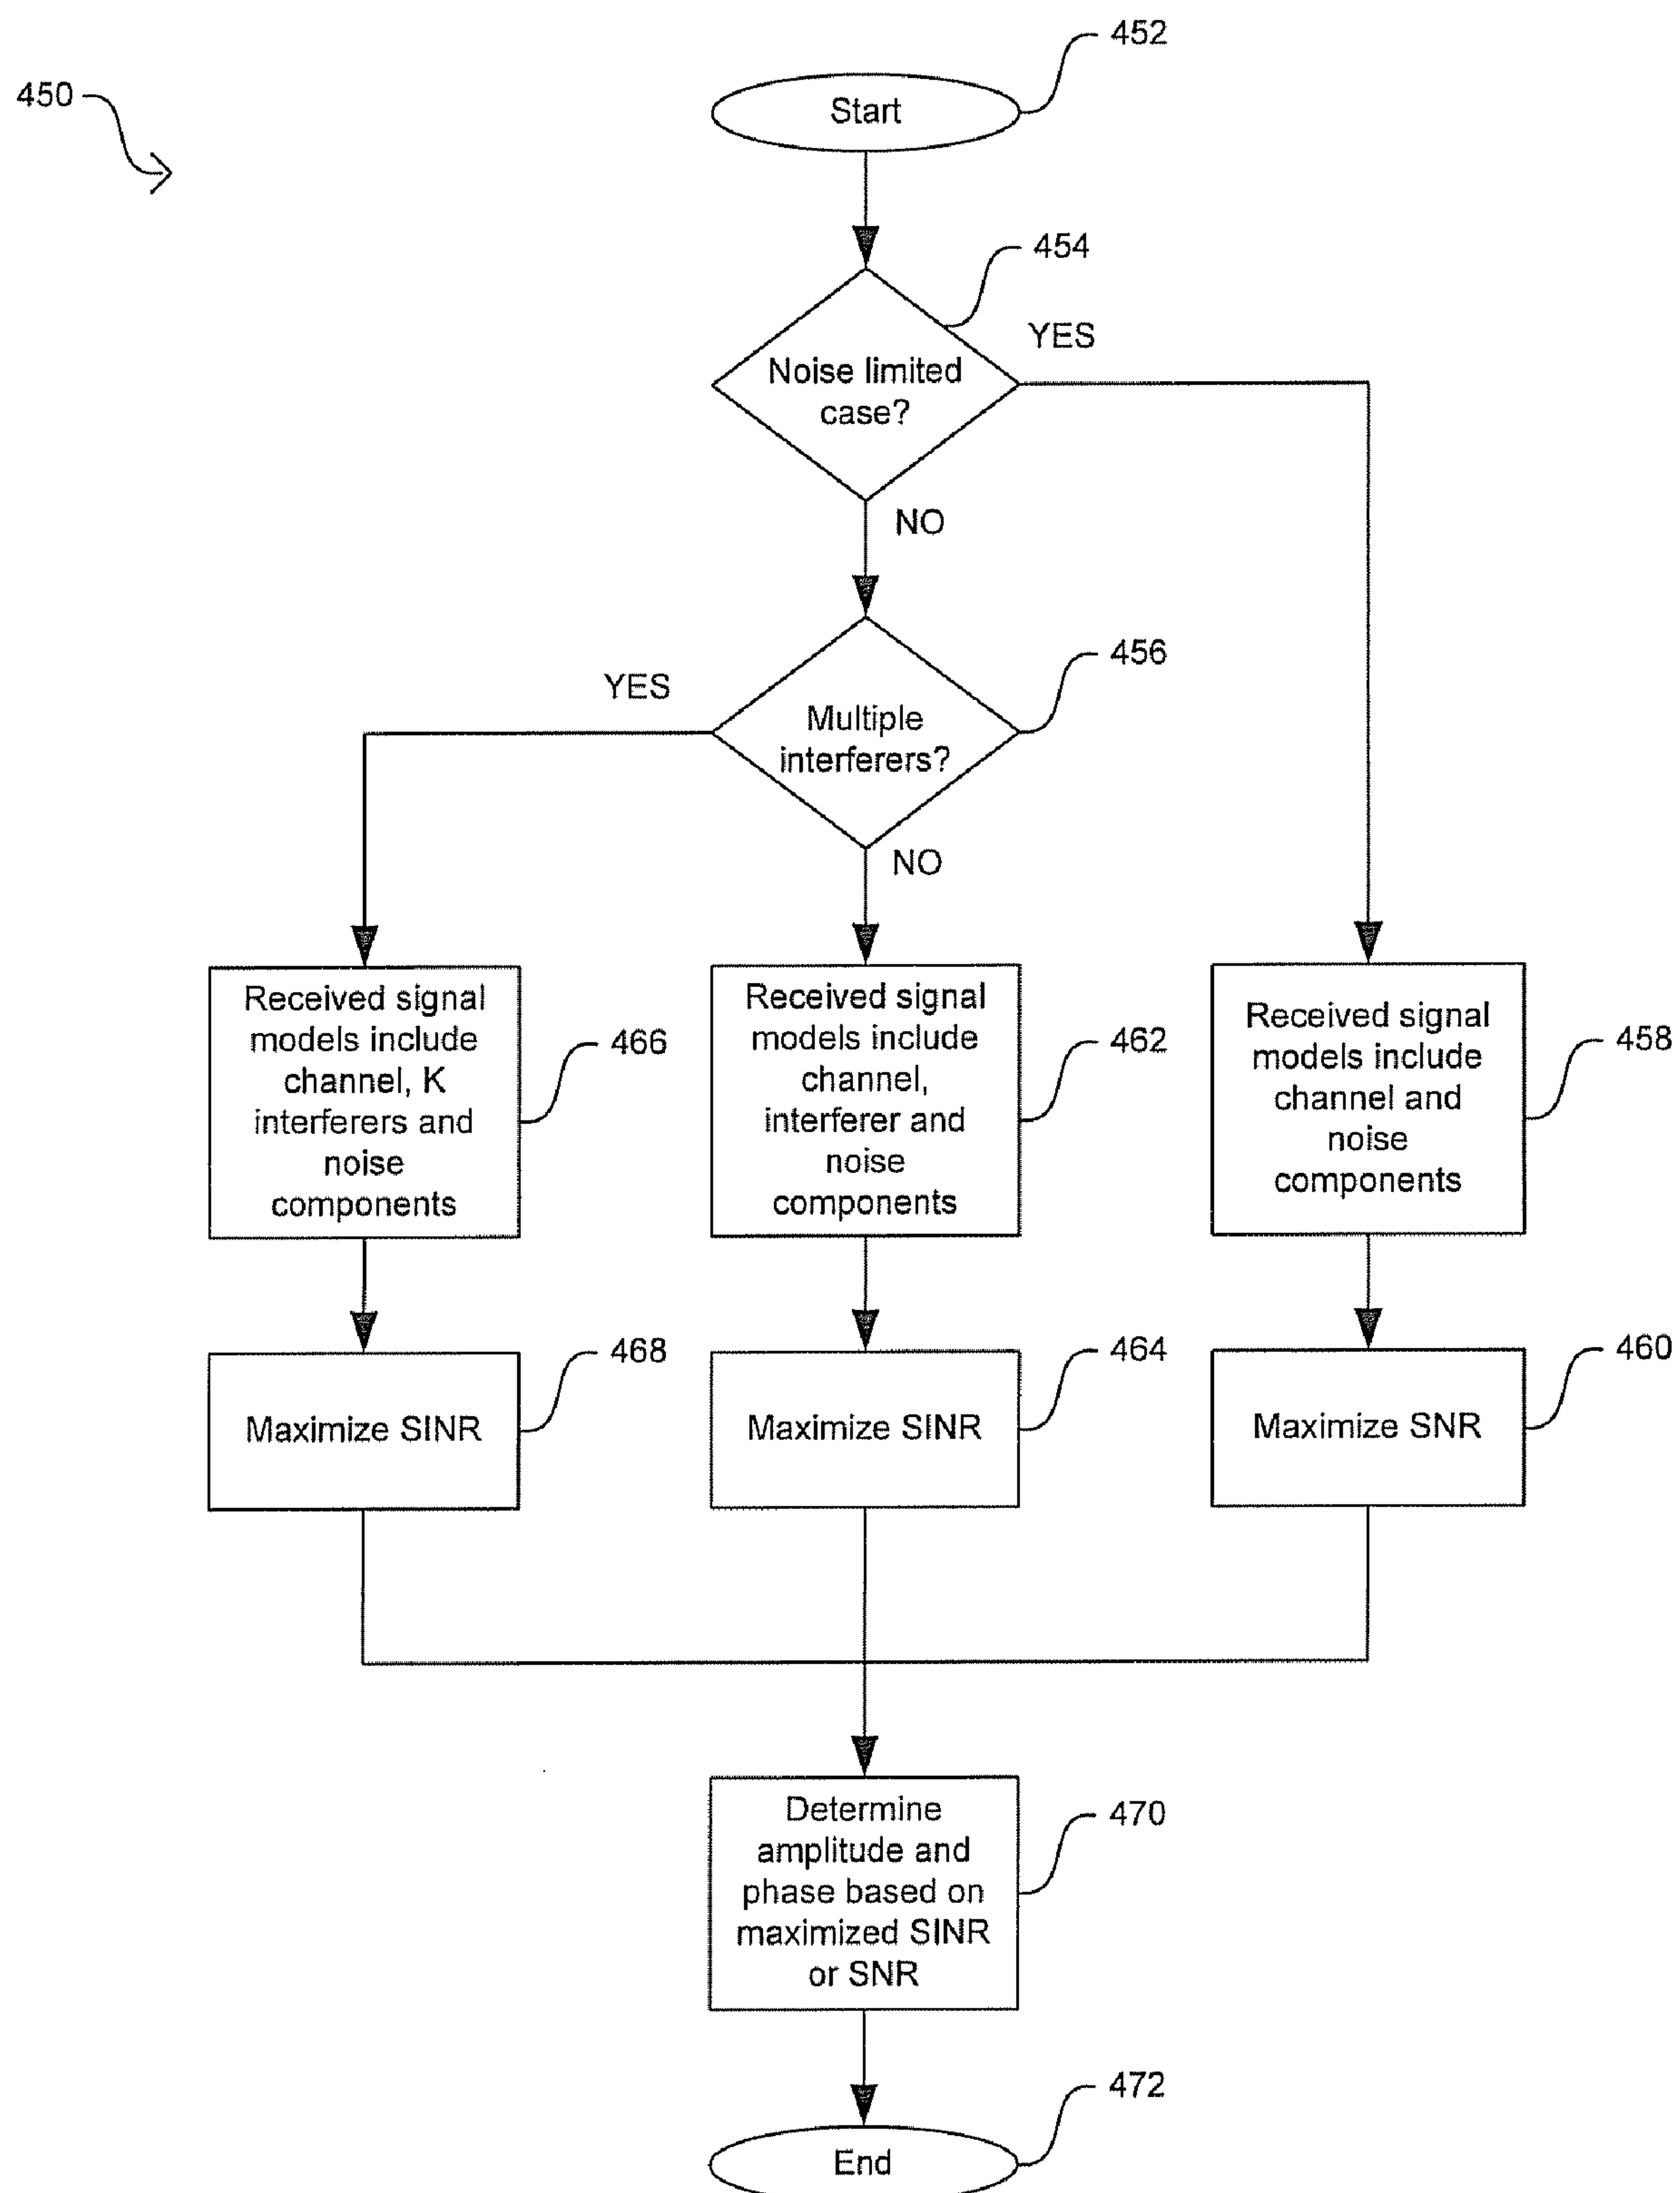 452
450
Start
454
YES
Noise limited
case?
NO
456
YES
Multiple
interferers?
NO
Received signal
models include
channel, K
interferers and
noise
components
466
Received signal
models include
channel,
interferer and
noise
components
462
Received signal
models include
channel and
noise
components
458
468
464
460
Maximize SINR
Maximize SINR
Maximize SNR
Determine
amplitude and
phase based on
maximized SINR
or SNR
470
472
End